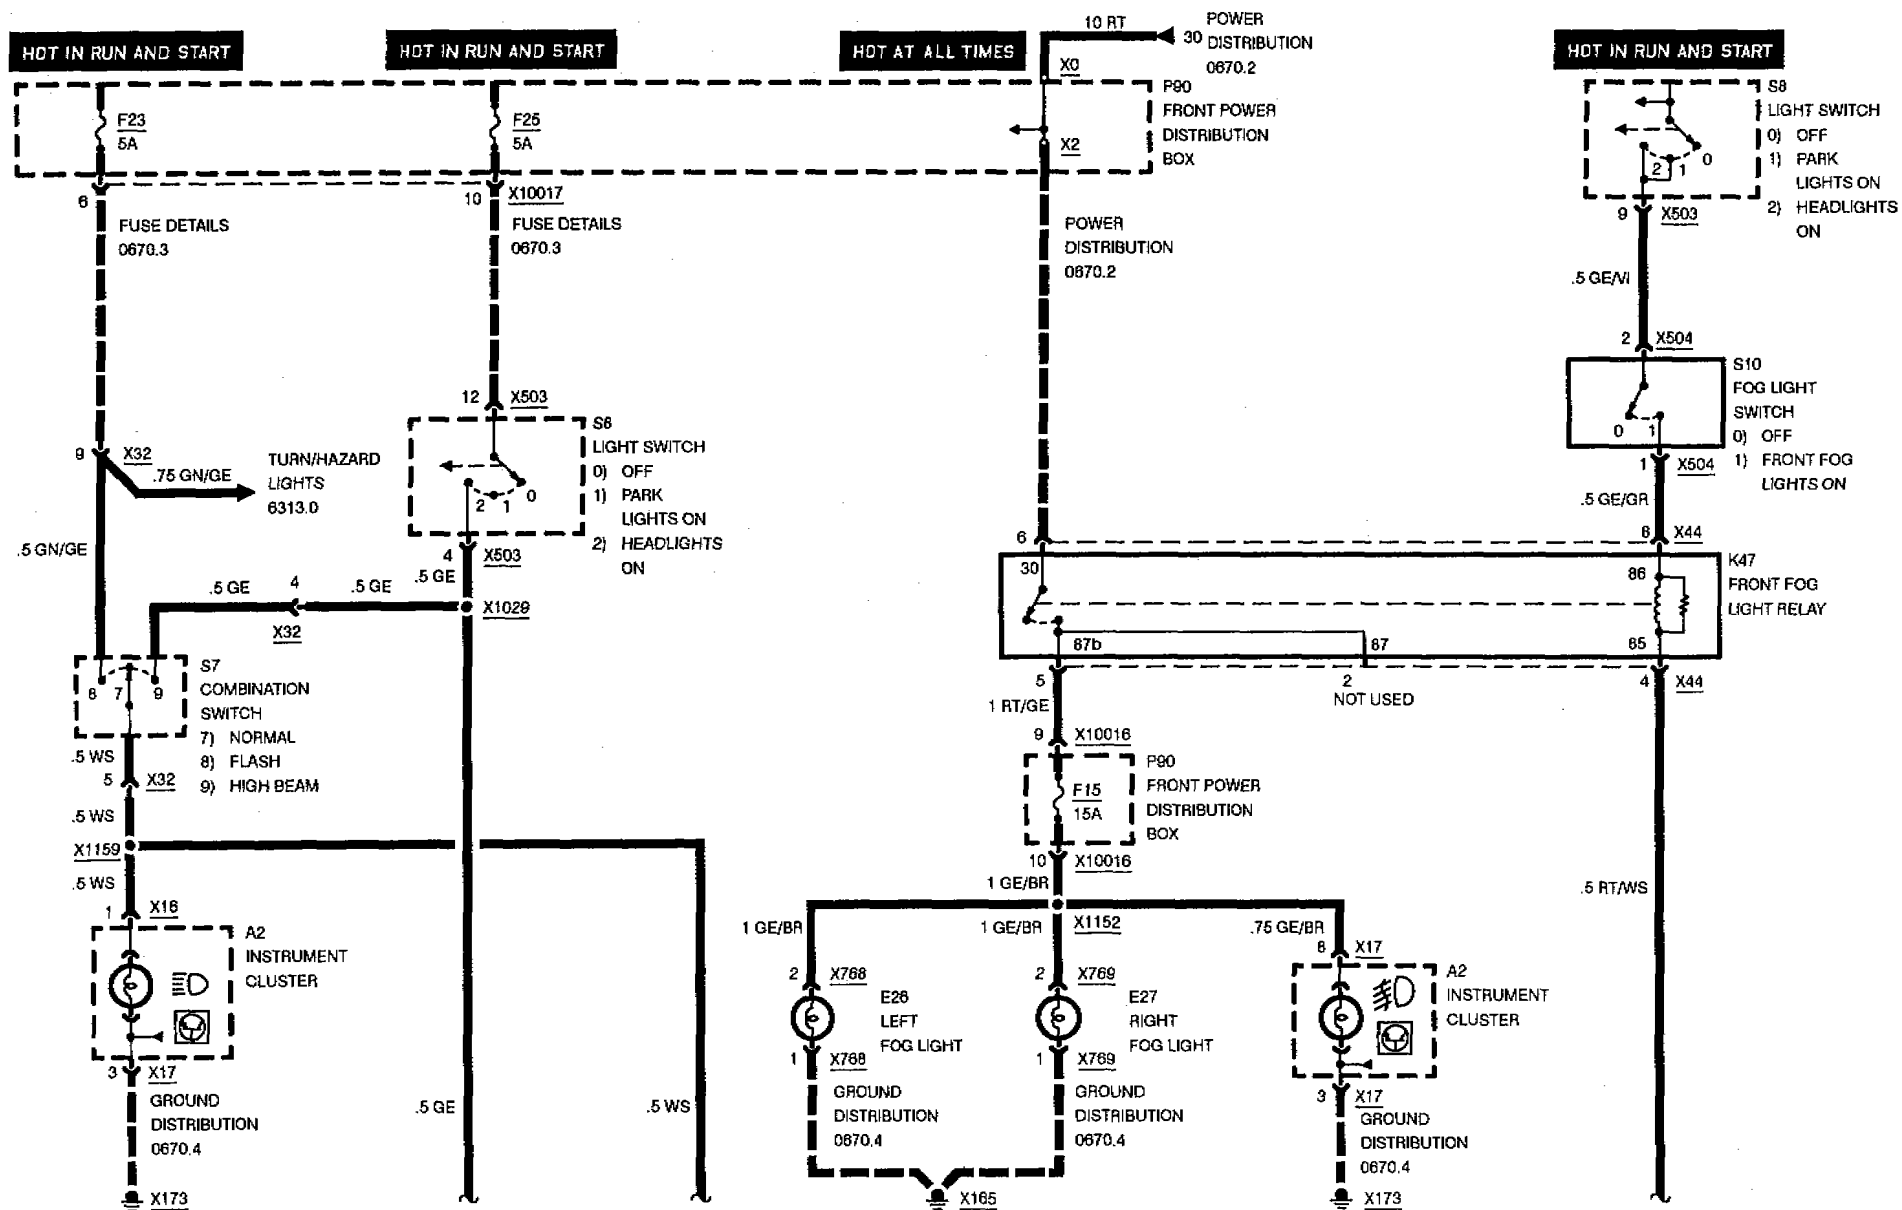 HOT IN RUN AND START
HOT IN RUN AND START
HOT AT ALL TIMES
10 RT
30
POWER
DISTRIBUTION
0670.2
HOT IN RUN AND START
X0
F23
5A
F25
5A
X2
P90
FRONT POWER
DISTRIBUTION
BOX
S8
LIGHT SWITCH
0) OFF
1) PARK
LIGHTS ON
2) HEADLIGHTS
ON
2 1 0
6
10 X10017
9 X503
FUSE DETAILS
0670.3
FUSE DETAILS
0670.3
POWER
DISTRIBUTION
0670.2
.5 GE/VI
2 X504
S10
FOG LIGHT
SWITCH
0) OFF
1) FRONT FOG
LIGHTS ON
0 1
1 X504
.5 GE/GR
12 X503
9 X32
.75 GN/GE
TURN/HAZARD
LIGHTS
6313.0
S8
LIGHT SWITCH
0) OFF
1) PARK
LIGHTS ON
2) HEADLIGHTS
ON
2 1 0
4 X503
.5 GN/GE
.5 GE
4
.5 GE
.5 GE
X32
X1029
6
8 X44
30
86
K47
FRONT FOG
LIGHT RELAY
87b
87
85
5
2
NOT USED
4 X44
S7
COMBINATION
SWITCH
7) NORMAL
8) FLASH
9) HIGH BEAM
8 7 9
.5 WS
5 X32
.5 WS
X1159
.5 WS
1 X16
A2
INSTRUMENT
CLUSTER
3 X17
GROUND
DISTRIBUTION
0670.4
X173
.5 GE
.5 WS
1 RT/GE
9 X10016
P90
FRONT POWER
DISTRIBUTION
BOX
F15
15A
10 X10016
1 GE/BR
X1152
1 GE/BR
1 GE/BR
.75 GE/BR
2 X768
E26
LEFT
FOG LIGHT
1 X768
GROUND
DISTRIBUTION
0670.4
2 X769
E27
RIGHT
FOG LIGHT
1 X769
GROUND
DISTRIBUTION
0670.4
X165
6 X17
A2
INSTRUMENT
CLUSTER
3 X17
GROUND
DISTRIBUTION
0670.4
X173
.5 RT/WS